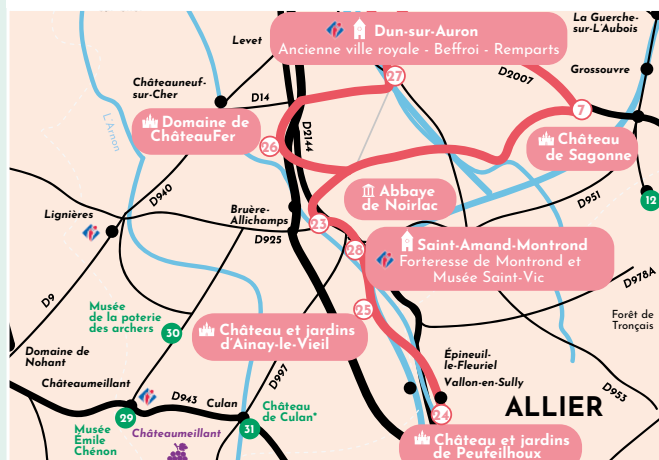 La Guerche-
sur-L'Aubois
Levet
Dun-sur-Auron
Ancienne ville royale - Beffroi - Remparts
Grossouvre
27
D2007
Châteauneuf-
sur-Cher
D14
7
L'Arnon
Domaine de
ChâteauFer
26
D2144
Château
de Sagonne
D940
Abbaye
de Noirlac
D951
12
Lignières
Bruère-
Allichamps
D925
23
28
Saint-Amand-Montrond
Forteresse de Montrond et
Musée Saint-Vic
D978A
D9
25
Musée
de la poterie
des archers
30
Château et jardins
d'Ainay-le-Vieil
Forêt de
Tronçais
Domaine de
Nohant
Épineuil-
le-Fleuriel
Vallon-en-Sully
Châteaumeillant
D943
Culan
D997
D953
29
Château
de Culan*
31
24
ALLIER
Musée
Émile
Chénon
Châteaumeillant
Château et jardins
de Peufeilhoux